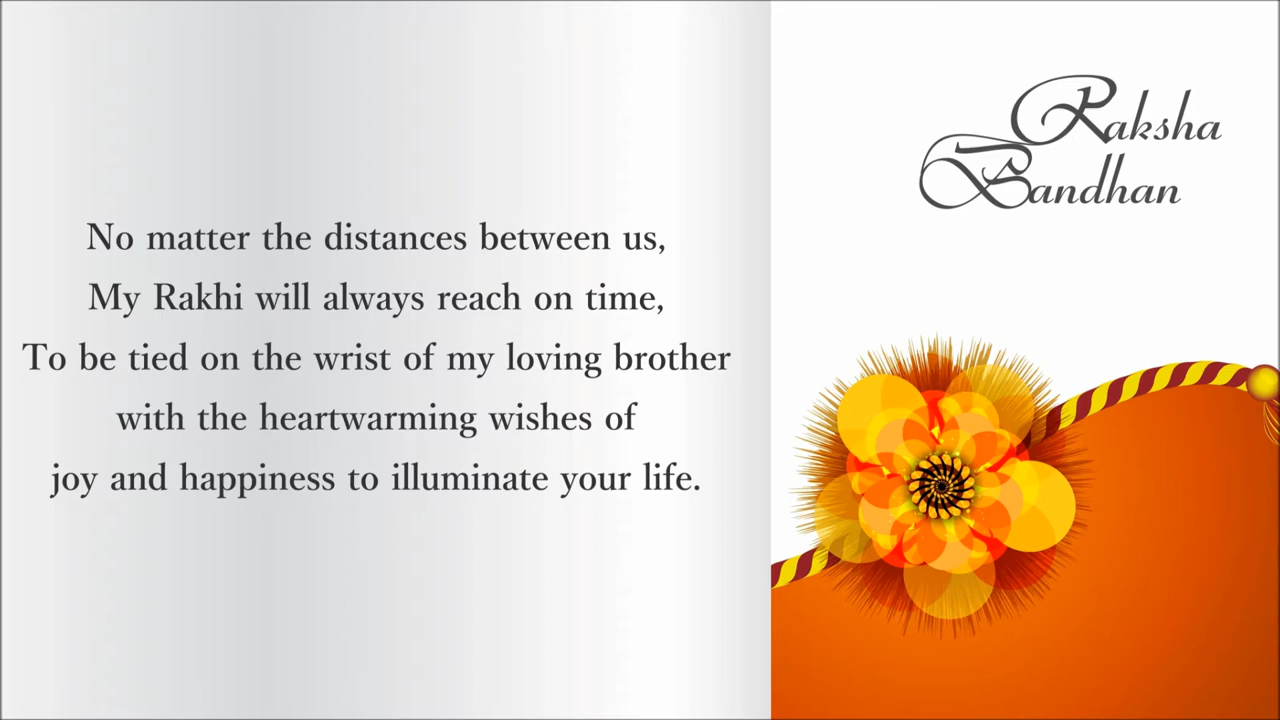 No matter the distances between us,
My Rakhi will always reach on time,
To be tied on the wrist of my loving brother
with the heartwarming wishes of
joy and happiness to illuminate your life.
Raksha
Bandhan